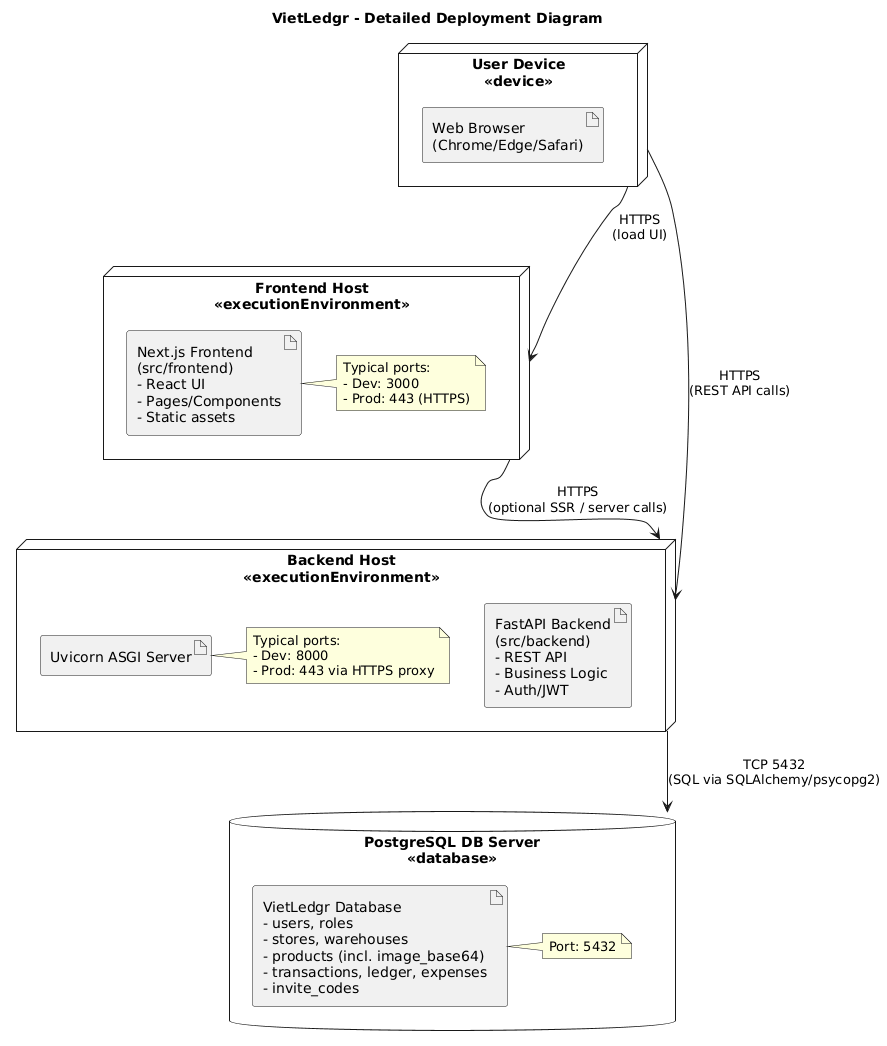 VietLedgr - Detailed Deployment Diagram
User Device
«device»
Web Browser
(Chrome/Edge/Safari)
HTTPS
(load UI)
HTTPS
(REST API calls)
Frontend Host
«executionEnvironment»
Next.js Frontend
(src/frontend)
- React UI
- Pages/Components
- Static assets
Typical ports:
- Dev: 3000
- Prod: 443 (HTTPS)
HTTPS
(optional SSR / server calls)
Backend Host
«executionEnvironment»
Uvicorn ASGI Server
Typical ports:
- Dev: 8000
- Prod: 443 via HTTPS proxy
FastAPI Backend
(src/backend)
- REST API
- Business Logic
- Auth/JWT
TCP 5432
(SQL via SQLAlchemy/psycopg2)
PostgreSQL DB Server
«database»
VietLedgr Database
- users, roles
- stores, warehouses
- products (incl. image_base64)
- transactions, ledger, expenses
- invite_codes
Port: 5432